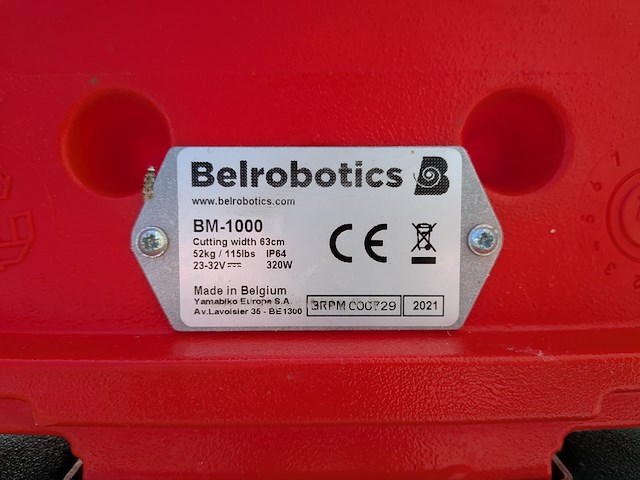 Belrobotics
www.belrobotics.com
BM-1000
Cutting width 63cm
52kg / 115lbs IP64
23-32V 320W
CE
Made in Belgium
Yamabiko Europe S.A.
Av.Lavoisier 35 - BE1300
BRPM 000729 2021